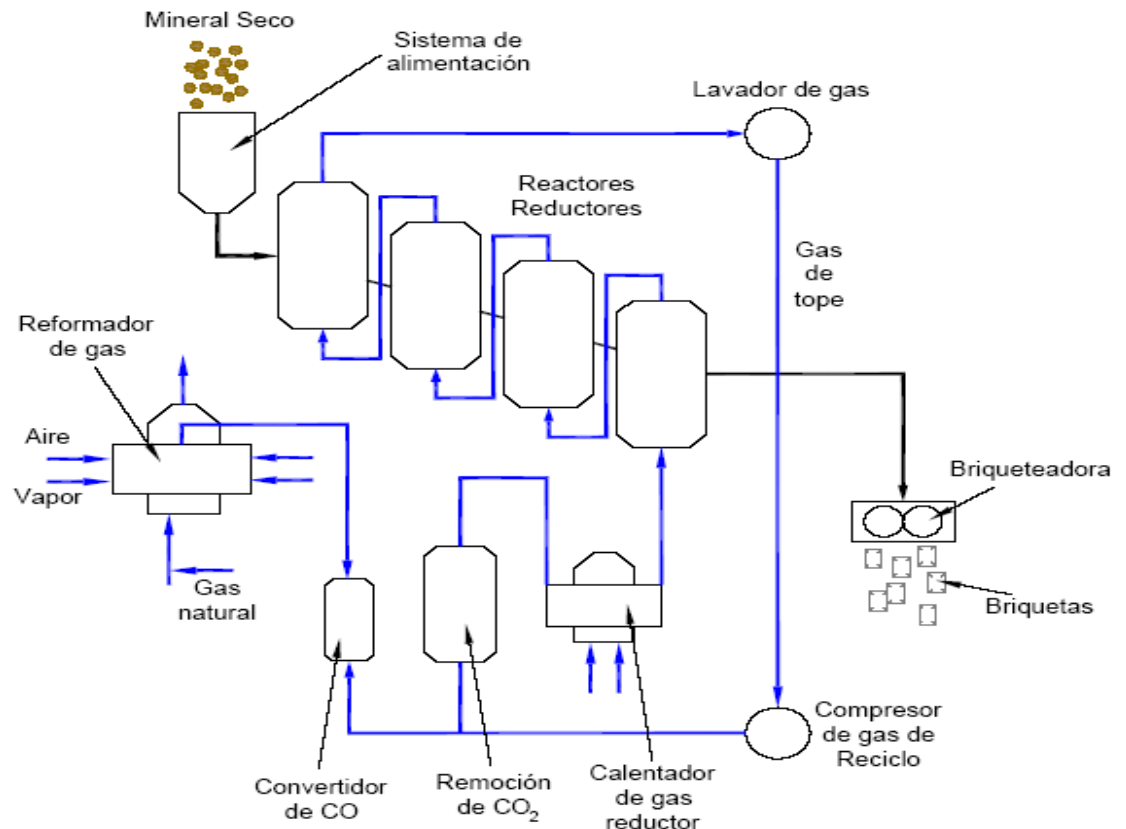 Mineral Seco
Sistema de
alimentación
Lavador de gas
Reactores
Reductores
Gas
de
tope
Reformador
de gas
Aire
Vapor
Gas
natural
Briqueteadora
Briquetas
Compresor
de gas de
Reciclo
Convertidor
de CO
Remoción
de CO₂
Calentador
de gas
reductor